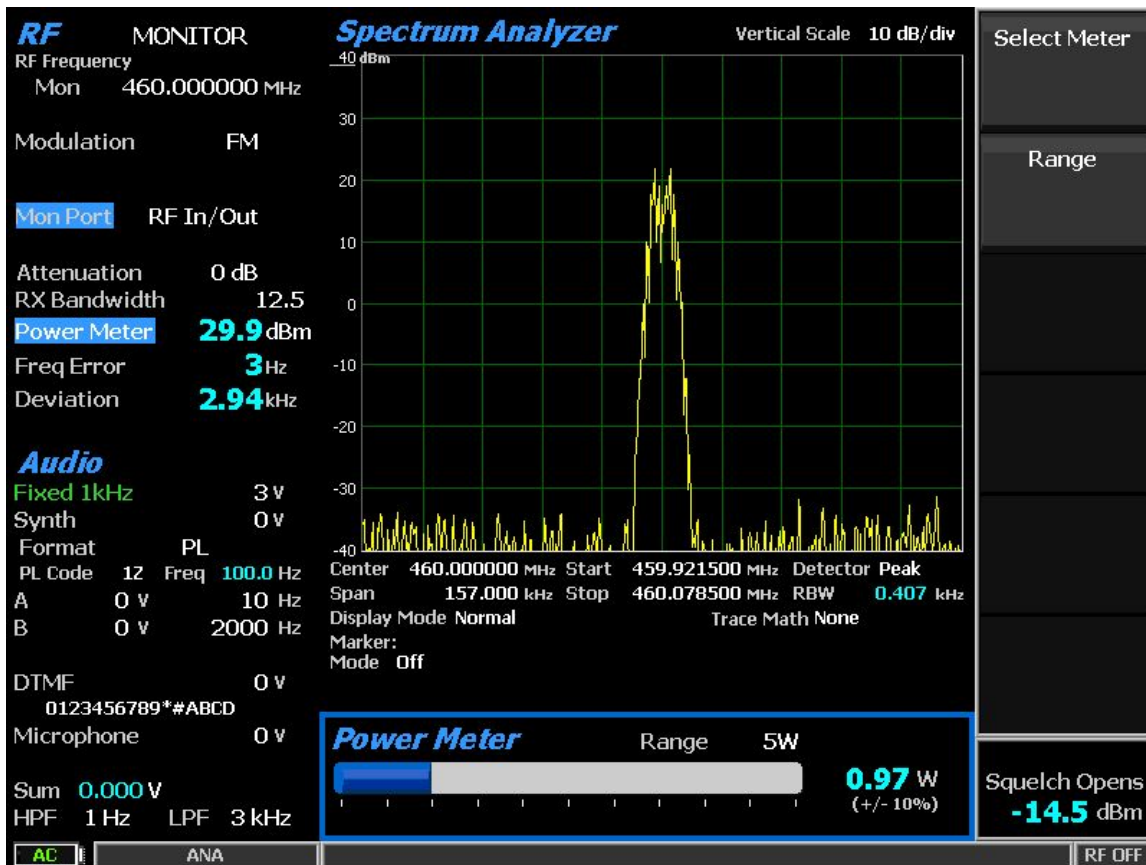 RF MONITOR
RF Frequency
Mon 460.000000 MHz
Modulation FM
Mon Port RF In/Out
Attenuation 0 dB
RX Bandwidth 12.5
Power Meter 29.9 dBm
Freq Error 3 Hz
Deviation 2.94 kHz
Audio
Fixed 1kHz 3 V
Synth 0 V
Format PL
PL Code 1Z Freq 100.0 Hz
A 0 V 10 Hz
B 0 V 2000 Hz
DTMF 0 V
0123456789*#ABCD
Microphone 0 V
Sum 0.000 V
HPF 1 Hz LPF 3 kHz
Spectrum Analyzer Vertical Scale 10 dB/div
40 dBm
30
20
10
0
-10
-20
-30
-40
Center 460.000000 MHz Start 459.921500 MHz Detector Peak
Span 157.000 kHz Stop 460.078500 MHz RBW 0.407 kHz
Display Mode Normal Trace Math None
Marker:
Mode Off
Power Meter Range 5W
0.97 W
(+/- 10%)
Select Meter
Range
Squelch Opens
-14.5 dBm
AC ANA RF OFF